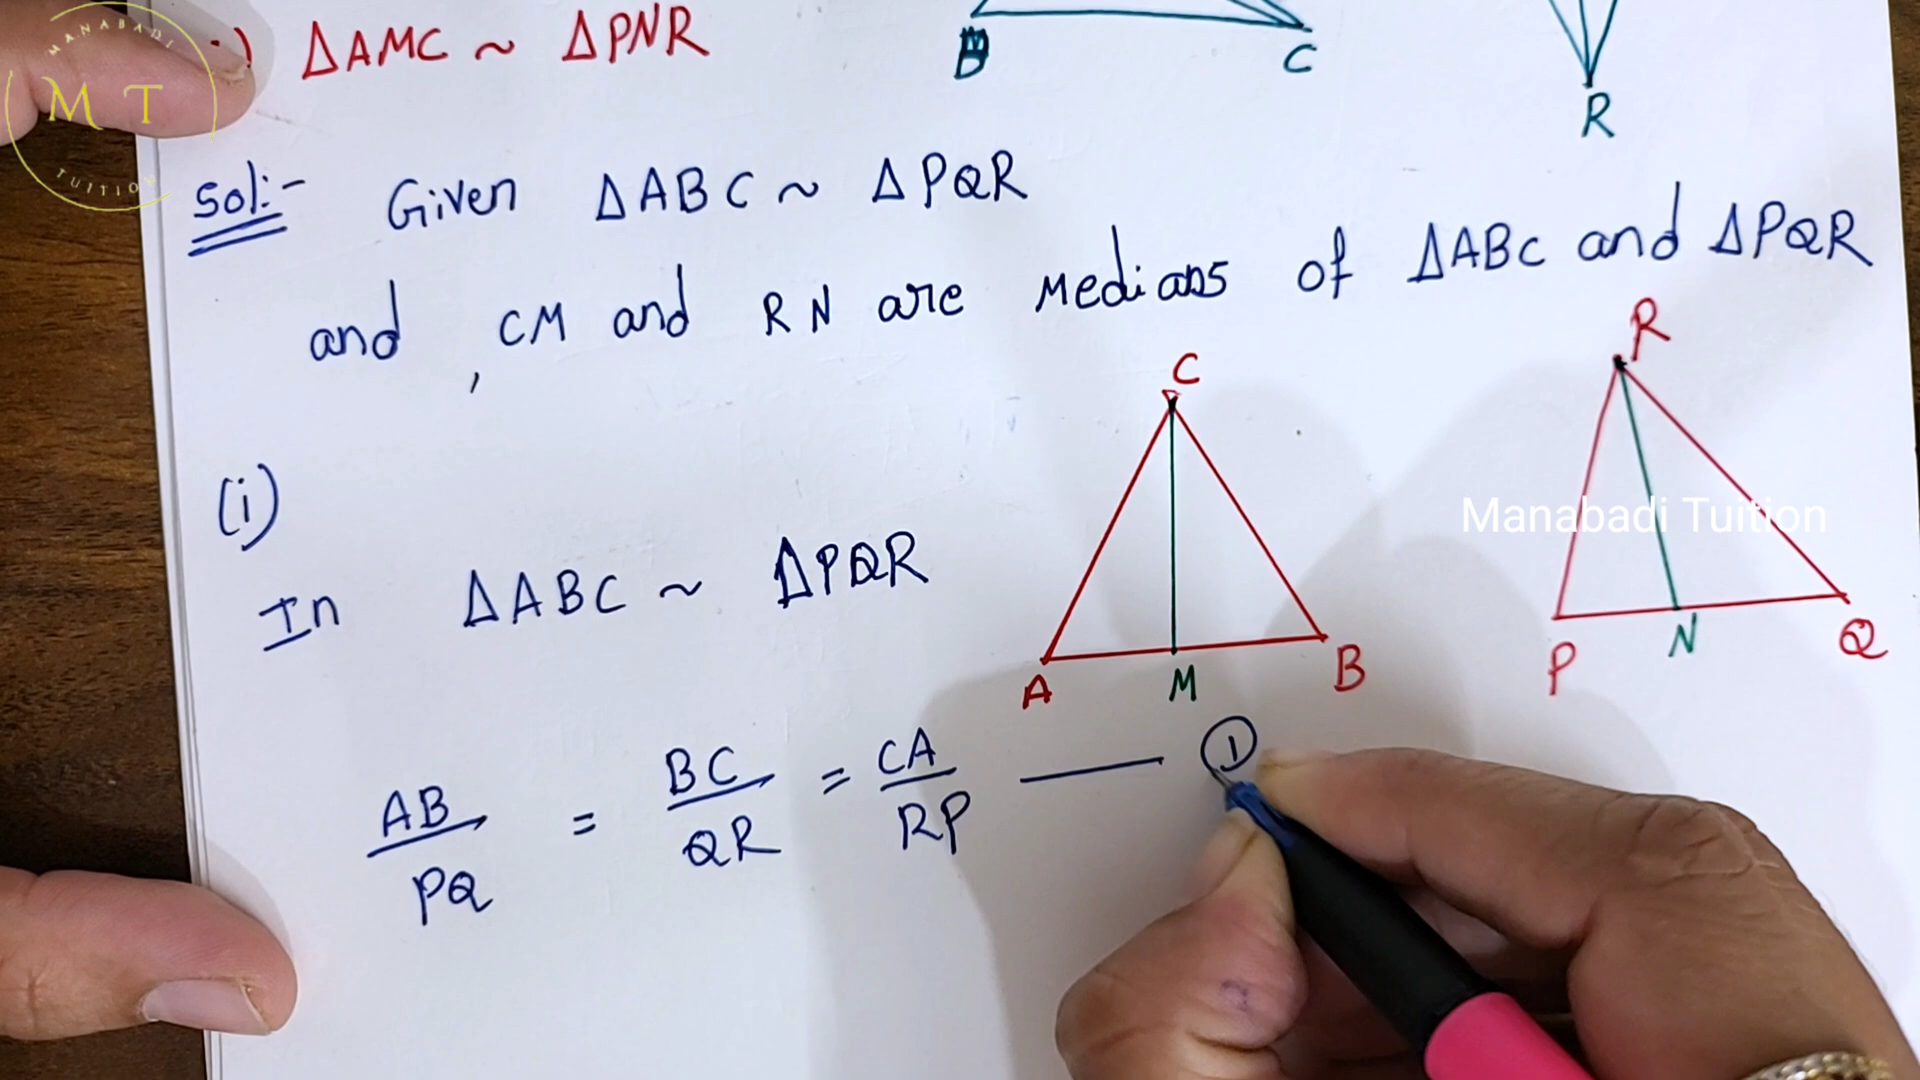 MANABADI
M T
TUITION
) ΔAMC ~ ΔPNR
B
C
R
Sol:- Given ΔABC ~ ΔPQR
and , CM and RN are Medians of ΔABC and ΔPQR
(i)
In ΔABC ~ ΔPQR
C
A M B
R
P N Q
Manabadi Tuition
AB/PQ = BC/QR = CA/RP —— ①